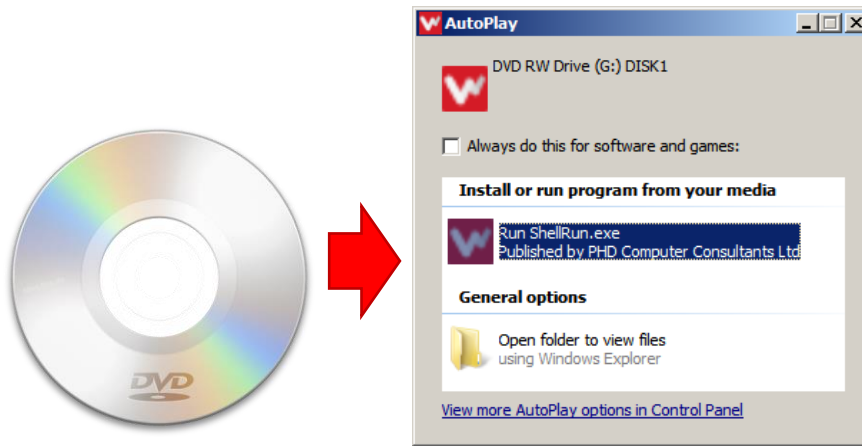 DVD
AutoPlay
DVD RW Drive (G:) DISK1
Always do this for software and games:
Install or run program from your media
Run ShellRun.exe
Published by PHD Computer Consultants Ltd
General options
Open folder to view files
using Windows Explorer
View more AutoPlay options in Control Panel